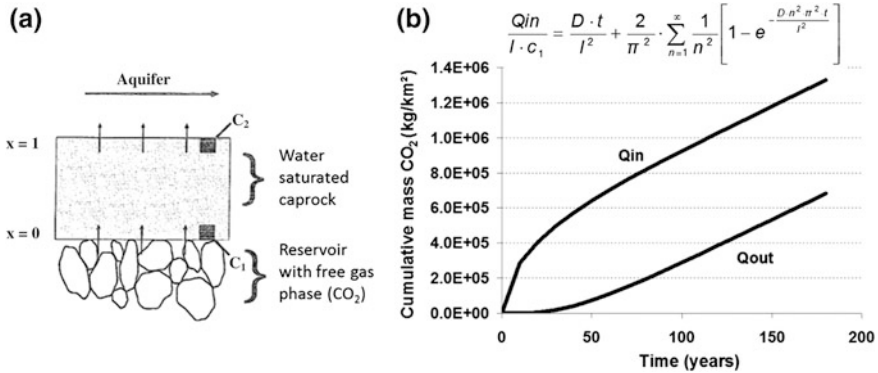 (a)
Aquifer
C₂
x = 1
Water
saturated
caprock
x = 0
C₁
Reservoir
with free gas
phase (CO₂)
(b)
Qin / l · c₁ = D · t / l² + 2 / π² · ∑ n=1 ∞ 1 / n² [1 − e^(− D·n²·π²·t / l²)]
Cumulative mass CO₂ (kg/km²)
1.4E+06
1.2E+06
1.0E+06
8.0E+05
6.0E+05
4.0E+05
2.0E+05
0.0E+00
Qin
Qout
0 50 100 150 200
Time (years)